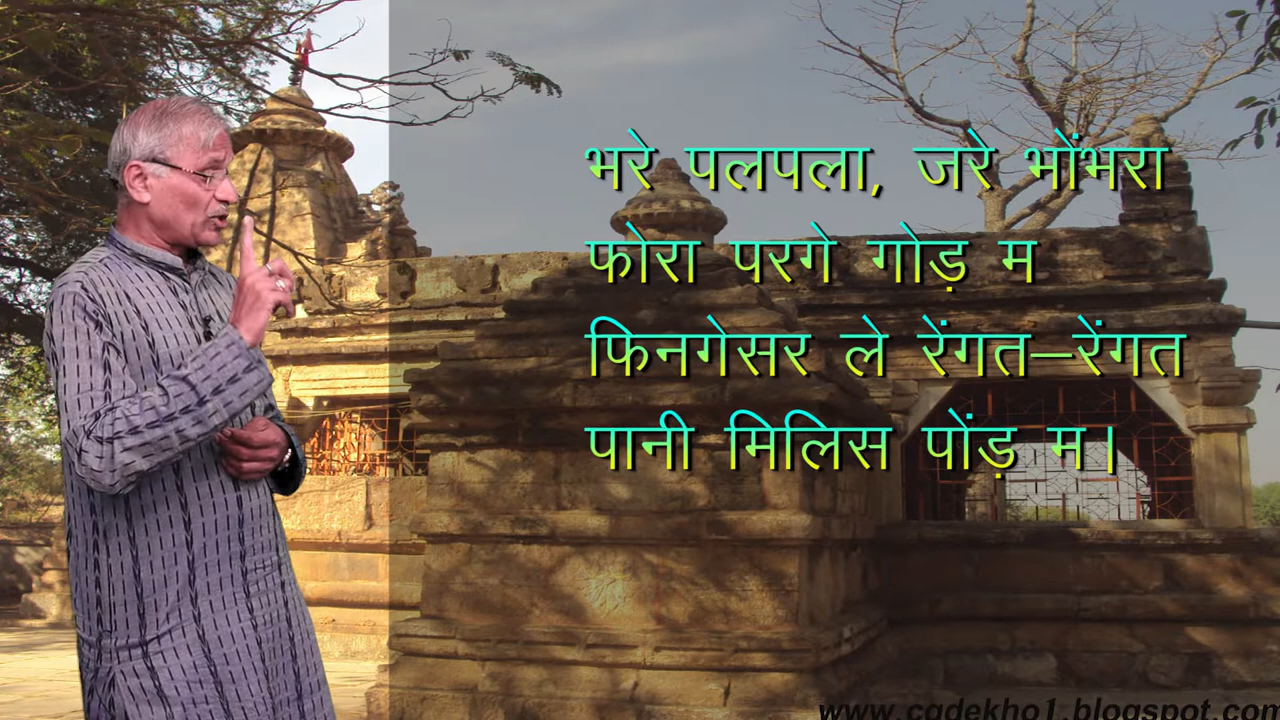 भरे पलपला, जरे भोंभरा
फोरा परगे गोड़ म
फिनगेसर ले रेंगत–रेंगत
पानी मिलिस पोंड़ म।
www.cgdekho1.blogspot.com